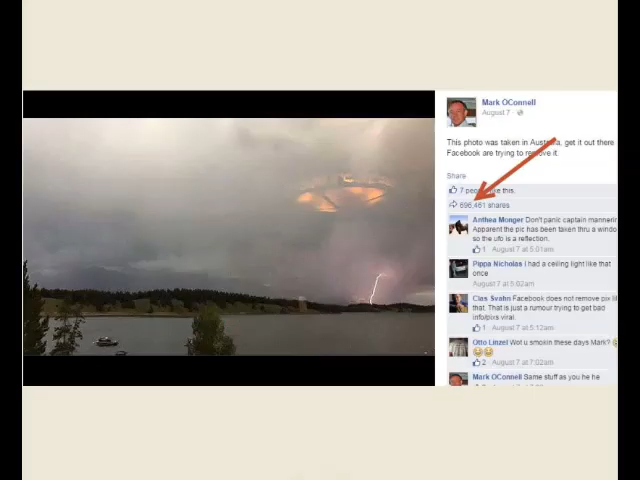 Mark OConnell
August 7 ·
This photo was taken in Austria, get it out there
Facebook are trying to remove it.
Share
7 people like this.
696,461 shares
Anthea Monger Don't panic captain mannerin
Apparent the pic has been taken thru a windo
so the ufo is a reflection.
1 · August 7 at 5:01am
Pippa Nicholas I had a ceiling light like that
once
August 7 at 5:02am
Clas Svahn Facebook does not remove pix lik
that. That is just a rumour trying to get bad
info/pixs viral.
1 · August 7 at 5:12am
Otto Linzel Wot u smokin these days Mark?
2 · August 7 at 7:02am
Mark OConnell Same stuff as you he he